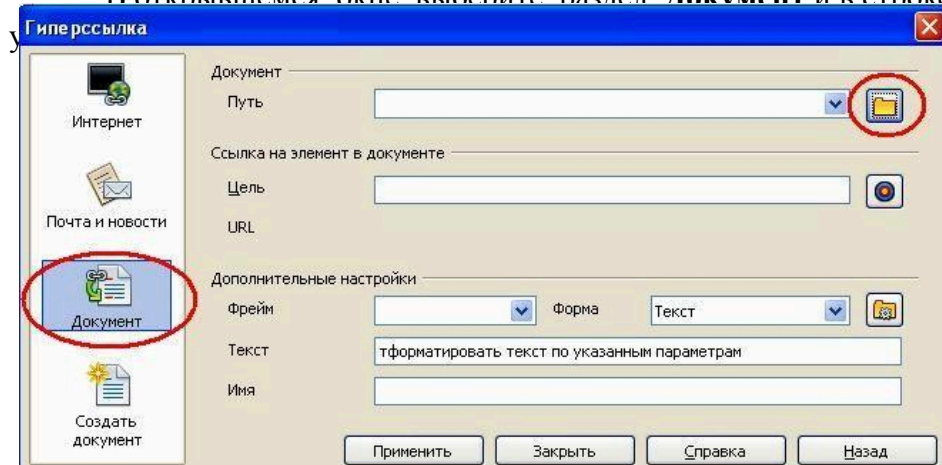 Документ
у
Гиперссылка
Интернет
Почта и новости
Документ
Создать
документ
Документ
Путь
Ссылка на элемент в документе
Цель
URL
Дополнительные настройки
Фрейм
Форма
Текст
Текст
тформатировать текст по указанным параметрам
Имя
Применить
Закрыть
Справка
Назад